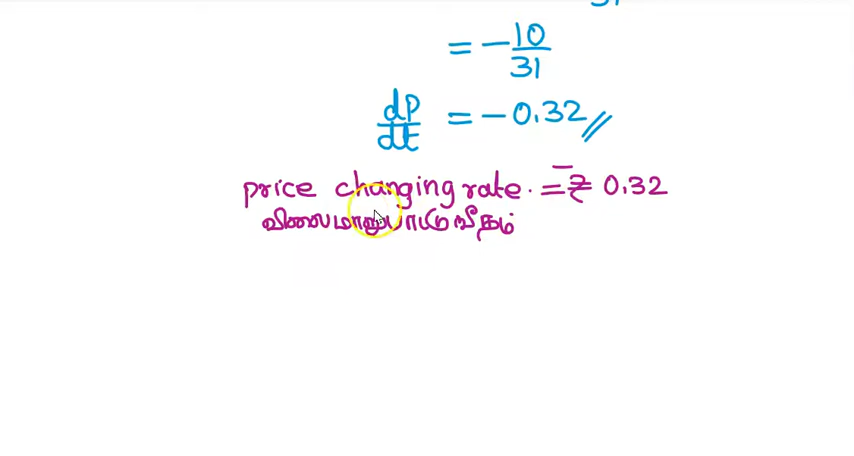 = - 10/31
dP/dt = - 0.32 //
price changing rate. = - ₹ 0.32
விலைமாறுபாட்டுவீதம்